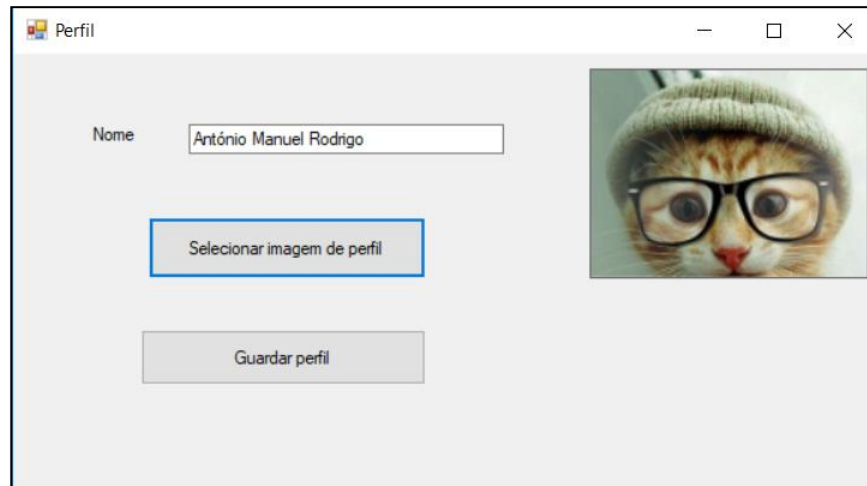 Perfil
Nome
António Manuel Rodrigo
Selecionar imagem de perfil
Guardar perfil